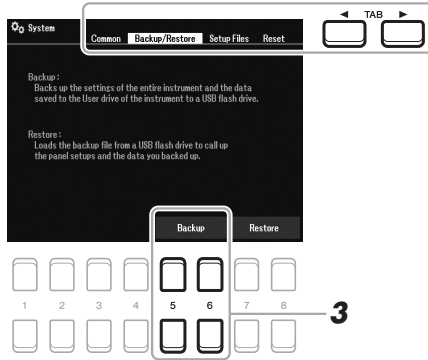 ◄ TAB ►
System
Common Backup/Restore Setup Files Reset
Backup :
Backs up the settings of the entire instrument and the data
saved to the User drive of the instrument to a USB flash drive.
Restore :
Loads the backup file from a USB flash drive to call up
the panel setups and the data you backed up.
Backup Restore
1 2 3 4 5 6 7 8
3